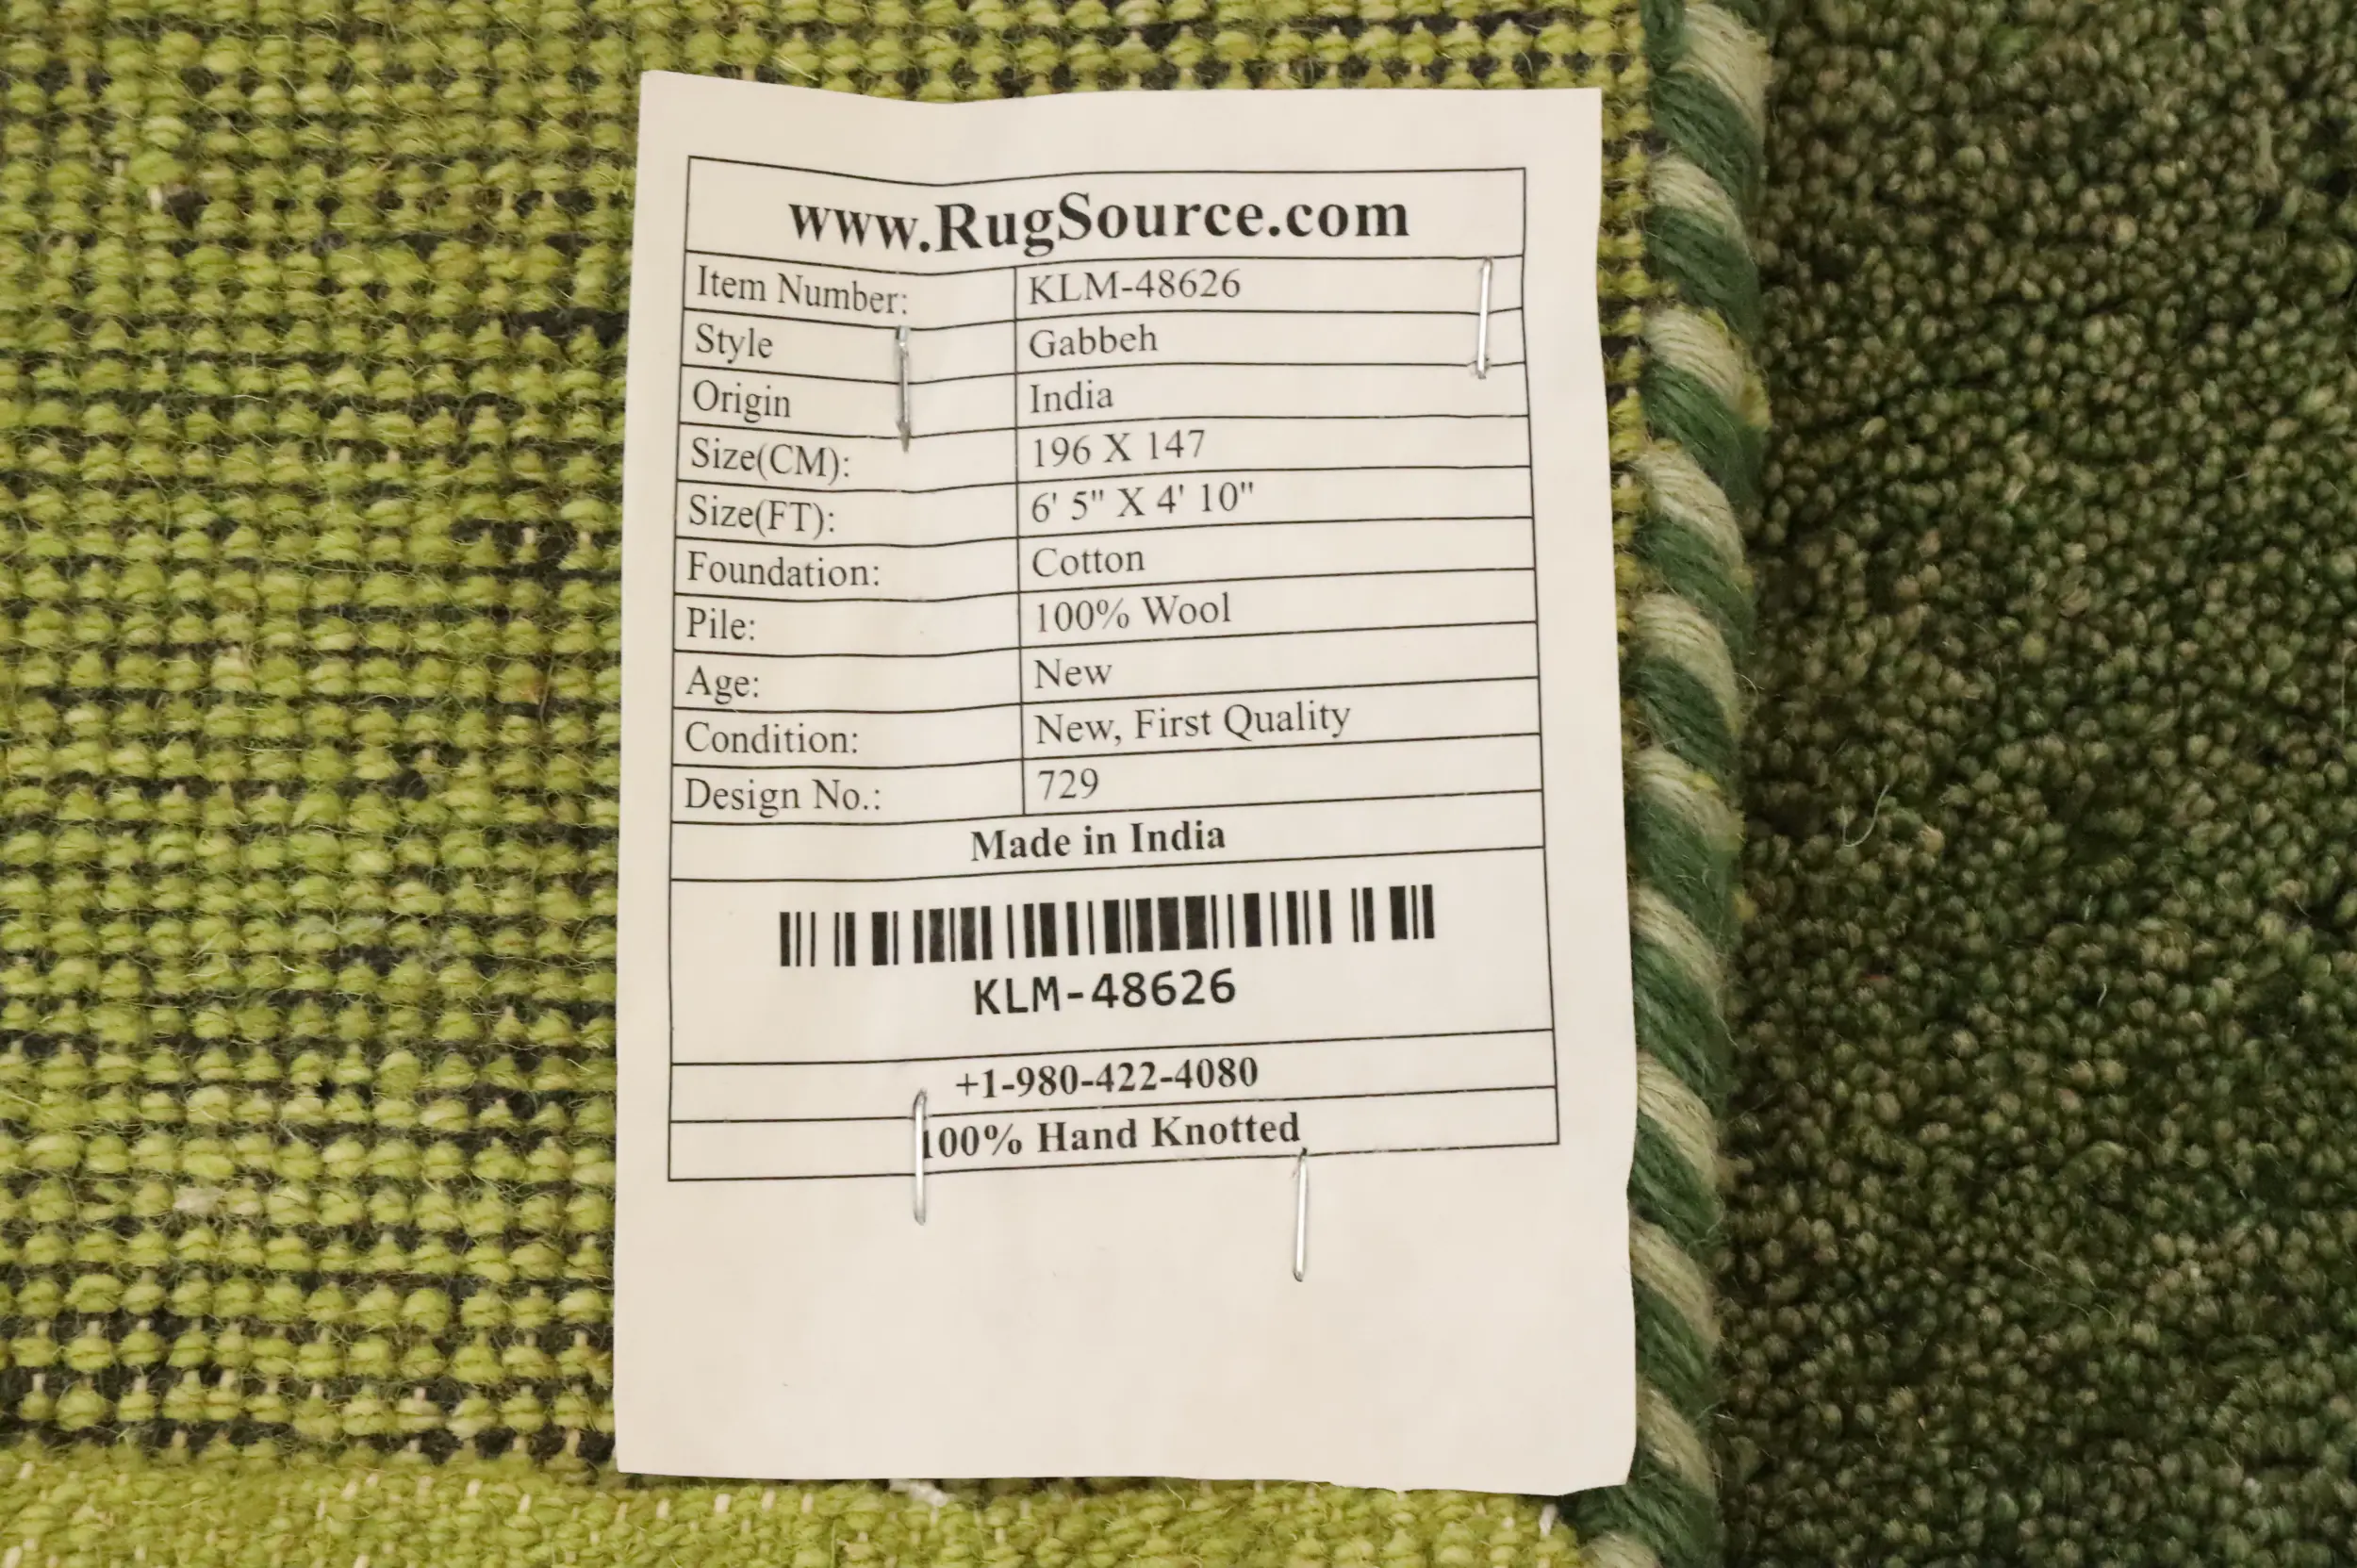 www.RugSource.com
Item Number: KLM-48626
Style Gabbeh
Origin India
Size(CM): 196 X 147
Size(FT): 6' 5" X 4' 10"
Foundation: Cotton
Pile: 100% Wool
Age: New
Condition: New, First Quality
Design No.: 729
Made in India
KLM-48626
+1-980-422-4080
100% Hand Knotted